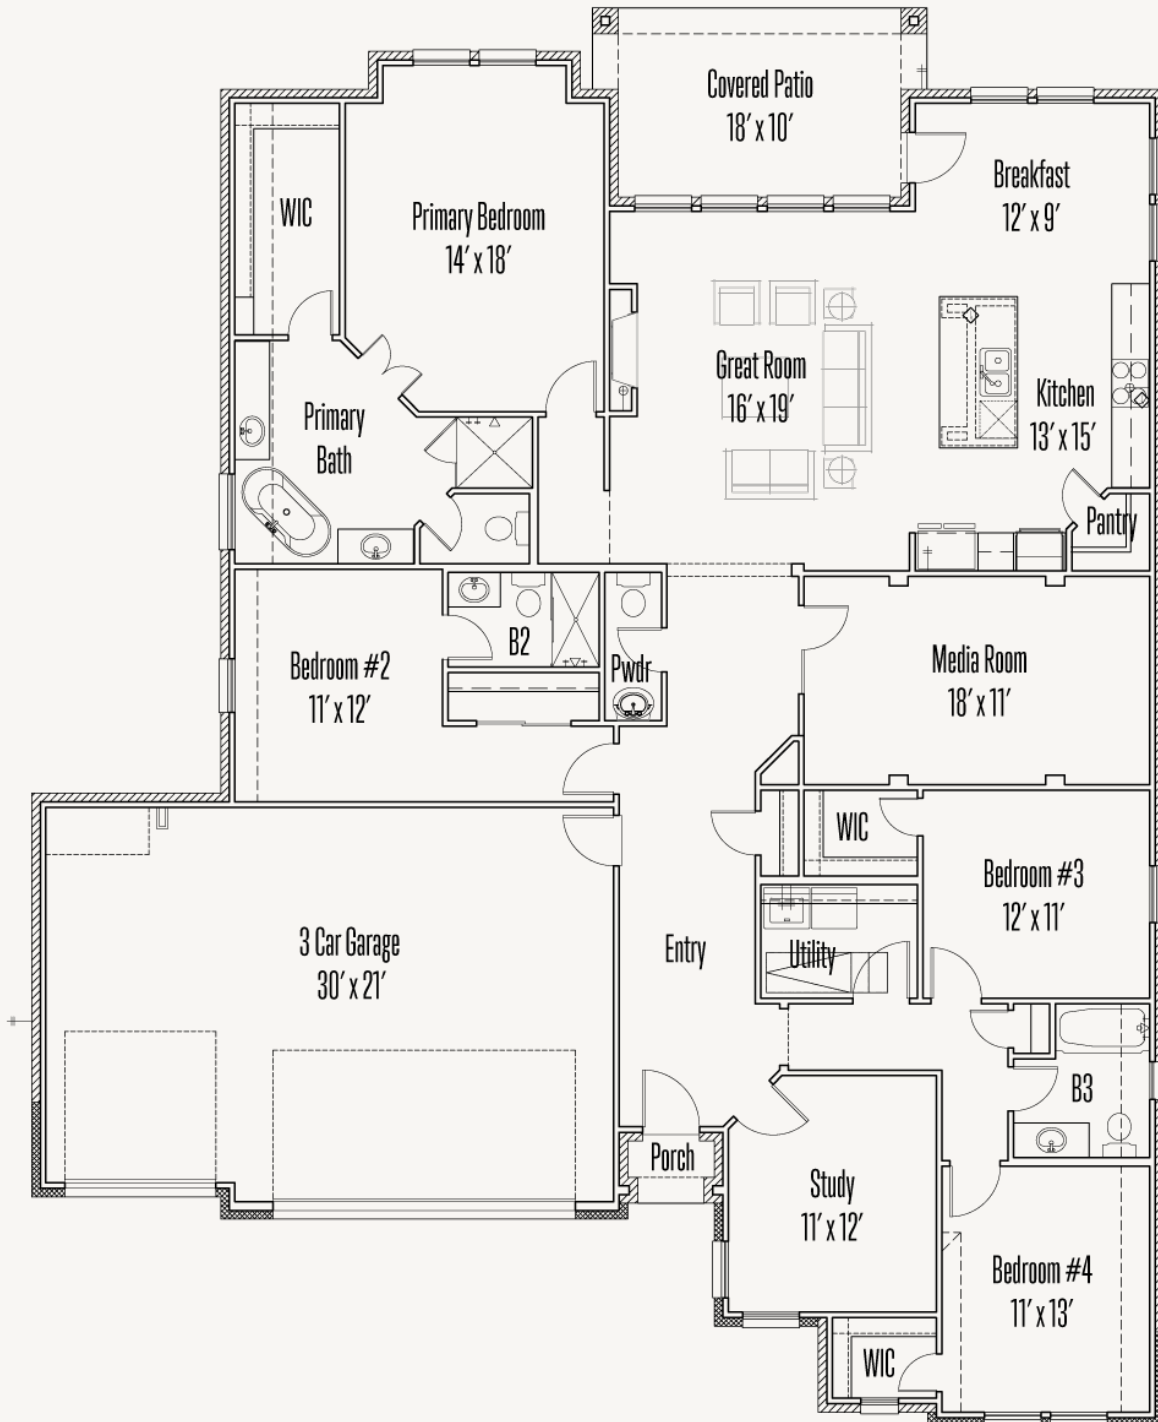 Covered Patio
18' x 10'
Breakfast
12' x 9'
WIC
Primary Bedroom
14' x 18'
Great Room
16' x 19'
Kitchen
13' x 15'
Primary
Bath
Pantry
B2
Pwdr
Bedroom #2
11' x 12'
Media Room
18' x 11'
WIC
Bedroom #3
12' x 11'
3 Car Garage
30' x 21'
Entry
Utility
B3
Porch
Study
11' x 12'
Bedroom #4
11' x 13'
WIC